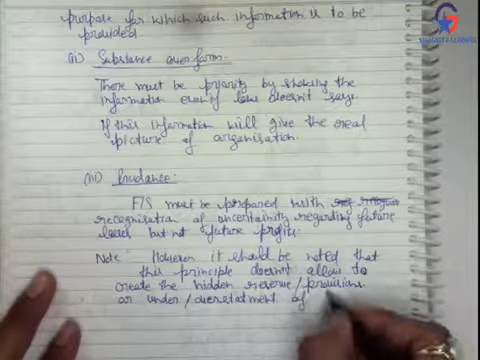 purpose for which such information is to be
provided
(ii) Substance over form.
There must be priority by showing the
information even if law doesn't says.
If this information will give the real
picture of organisation.
(iii) Prudence:
F/S must be prepared with
recognisation of uncertainity regarding future
losses but not future profits.
Note: However it should be noted that
this principle doesn't allow to
create the hidden reserve/provisions
or under/overstatement of